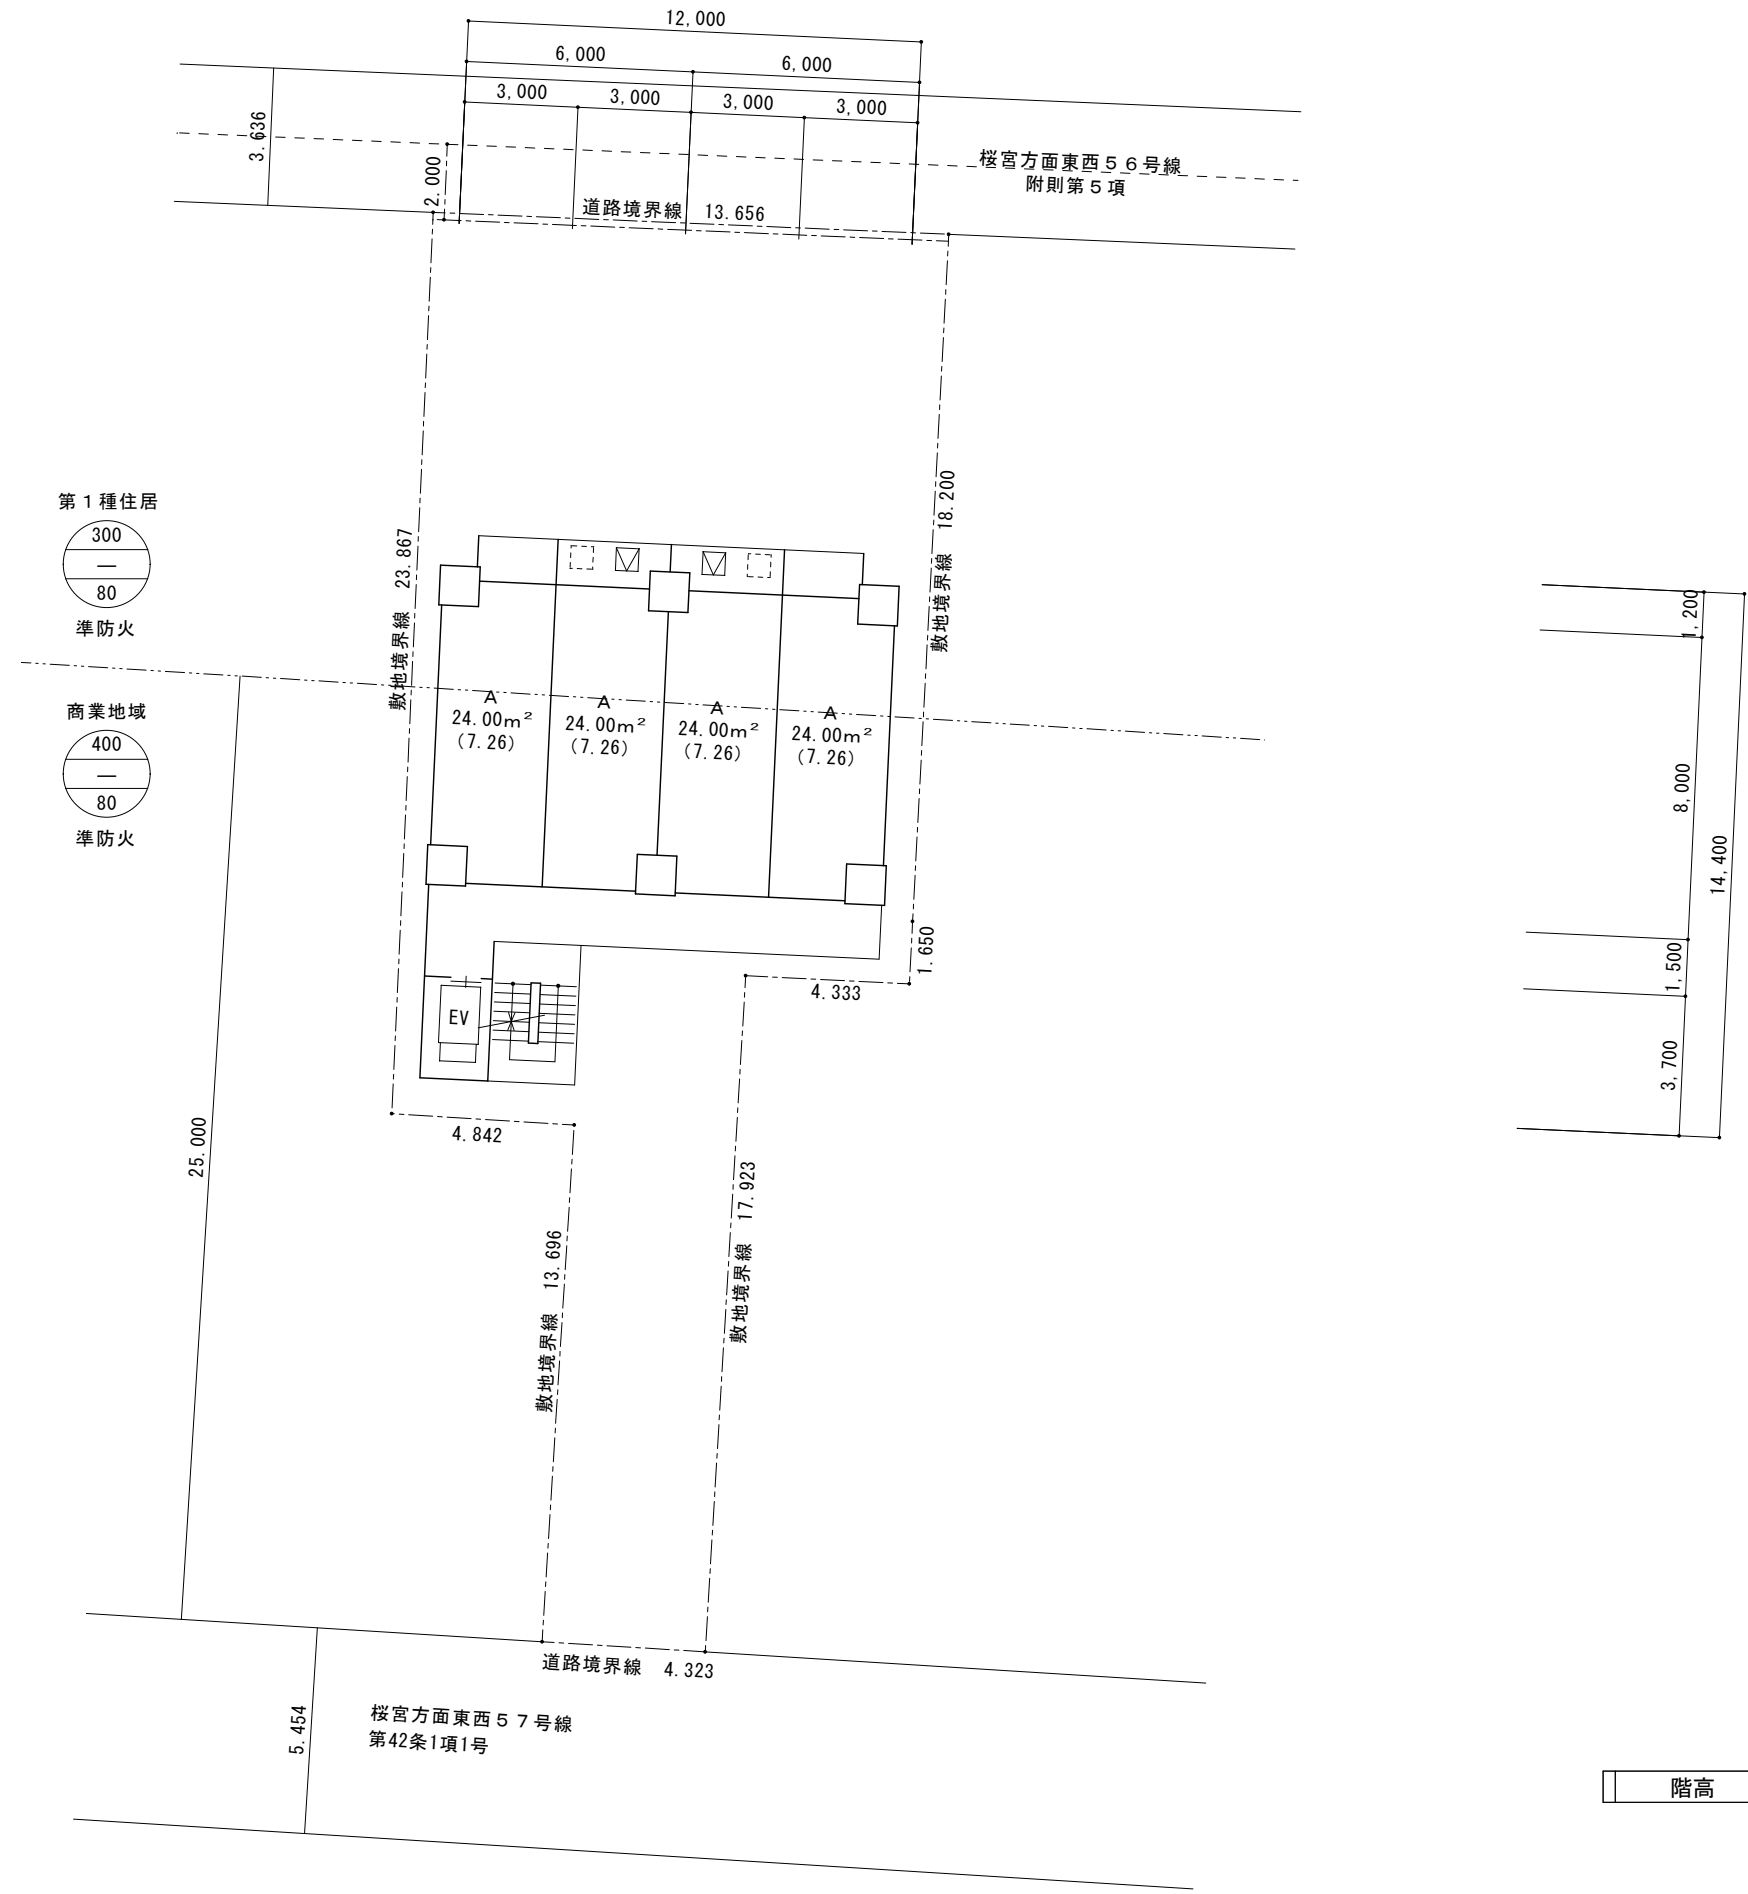 12,000
6,000
6,000
3,000
3,000
3,000
3,000
3.636
2.000
桜宮方面東西５６号線
附則第５項
道路境界線 13.656
第１種住居
300
―
80
準防火
敷地境界線 23.867
敷地境界線 18.200
商業地域
400
―
80
準防火
A
24.00m²
(7.26)
A
24.00m²
(7.26)
A
24.00m²
(7.26)
A
24.00m²
(7.26)
1,200
8,000
14,400
1,500
3,700
1.650
4.333
EV
4.842
25.000
敷地境界線 13.696
敷地境界線 17.923
道路境界線 4.323
5.454
桜宮方面東西５７号線
第42条1項1号
階高